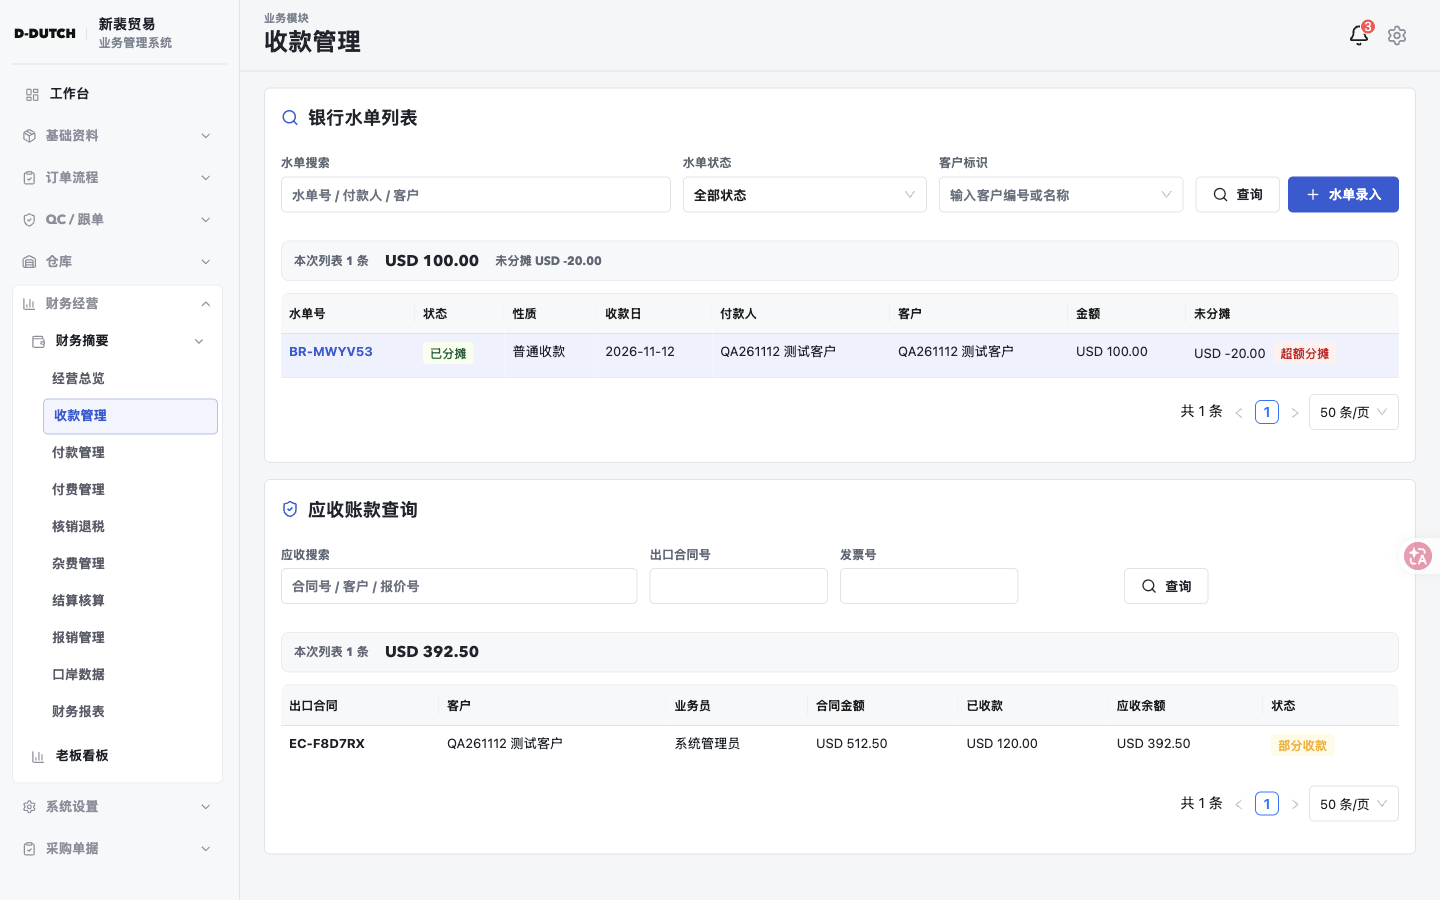 D-DUTCH
新裴贸易
业务管理系统
工作台
基础资料
订单流程
QC / 跟单
仓库
财务经营
财务摘要
经营总览
收款管理
付款管理
付费管理
核销退税
杂费管理
结算核算
报销管理
口岸数据
财务报表
老板看板
系统设置
采购单据
业务模块
收款管理
3
银行水单列表
水单搜索 水单状态 客户标识
水单号 / 付款人 / 客户 全部状态 输入客户编号或名称 查询 水单录入
本次列表 1 条 USD 100.00 未分摊 USD -20.00
水单号 状态 性质 收款日 付款人 客户 金额 未分摊
BR-MWYV53 已分摊 普通收款 2026-11-12 QA261112 测试客户 QA261112 测试客户 USD 100.00 USD -20.00 超额分摊
共 1 条 1 50 条/页
应收账款查询
应收搜索 出口合同号 发票号
合同号 / 客户 / 报价号 查询
本次列表 1 条 USD 392.50
出口合同 客户 业务员 合同金额 已收款 应收余额 状态
EC-F8D7RX QA261112 测试客户 系统管理员 USD 512.50 USD 120.00 USD 392.50 部分收款
共 1 条 1 50 条/页